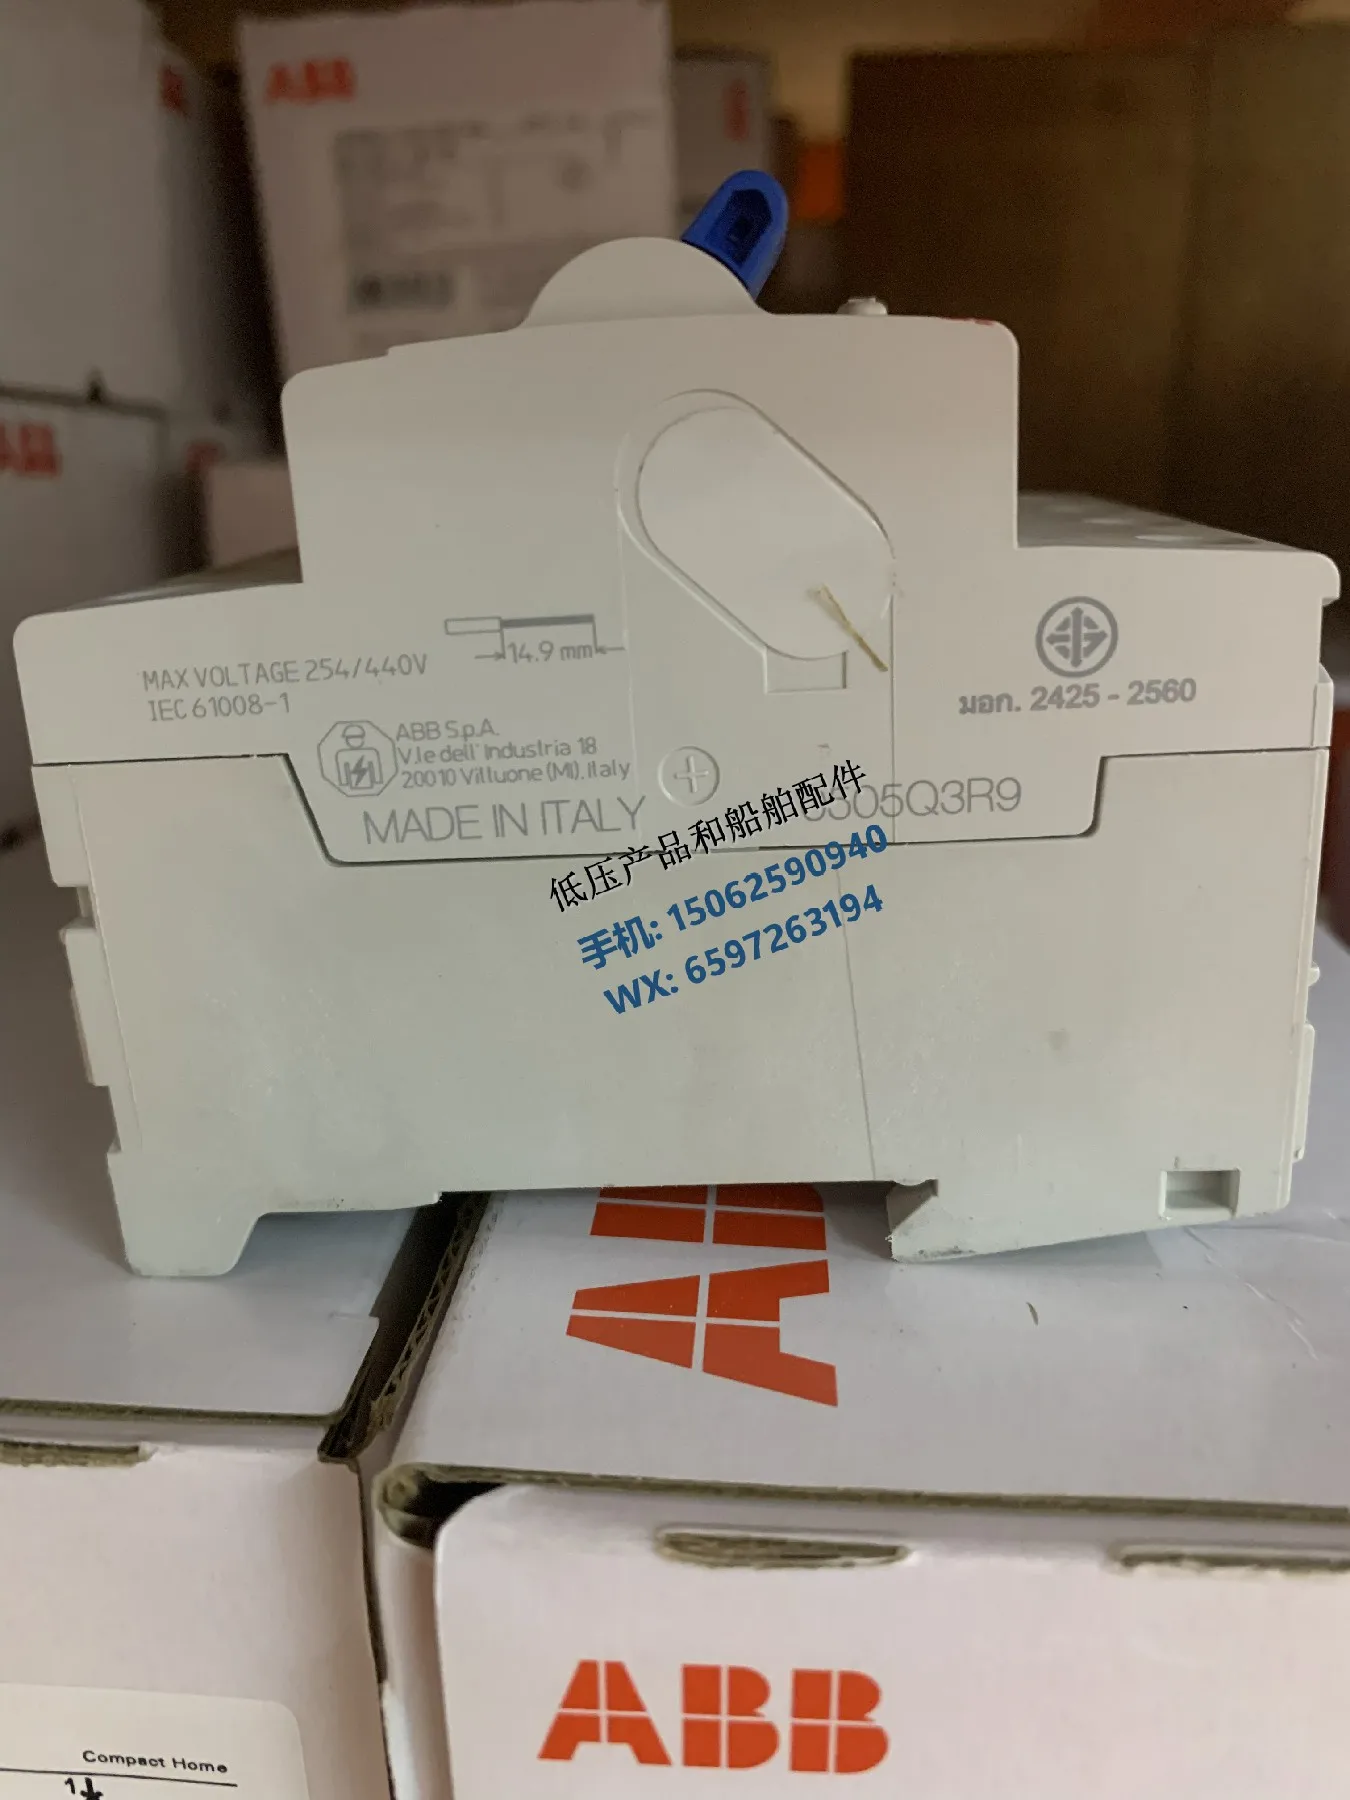 ABB
ABB
14.9 mm
MAX VOLTAGE 254/440V
IEC 61008-1
มอก. 2425 - 2560
ABB S.p.A.
V.le dell' Industria 18
20010 Vittuone (MI), Italy
MADE IN ITALY
305Q3R9
低压产品和船舶配件
手机: 15062590940
WX: 6597263194
ABB
ABB
Compact Home
1